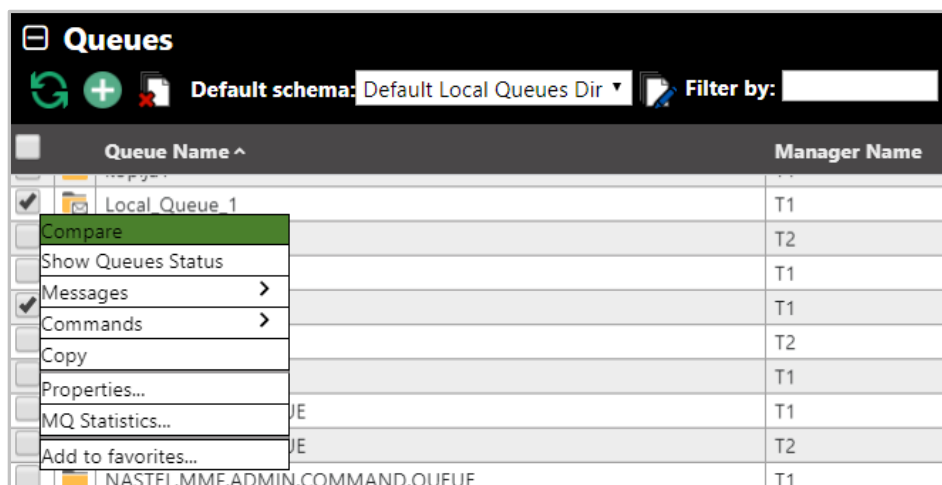 Queues
Default schema: Default Local Queues Dir Filter by:
Queue Name Manager Name
Local_Queue_1 T1
Compare T2
Show Queues Status T1
Messages
T1
Commands
T2
Copy
T1
Properties...
UE T1
MQ Statistics...
UE T2
Add to favorites...
NASTEL.MMF.ADMIN.COMMAND.QUEUE T1